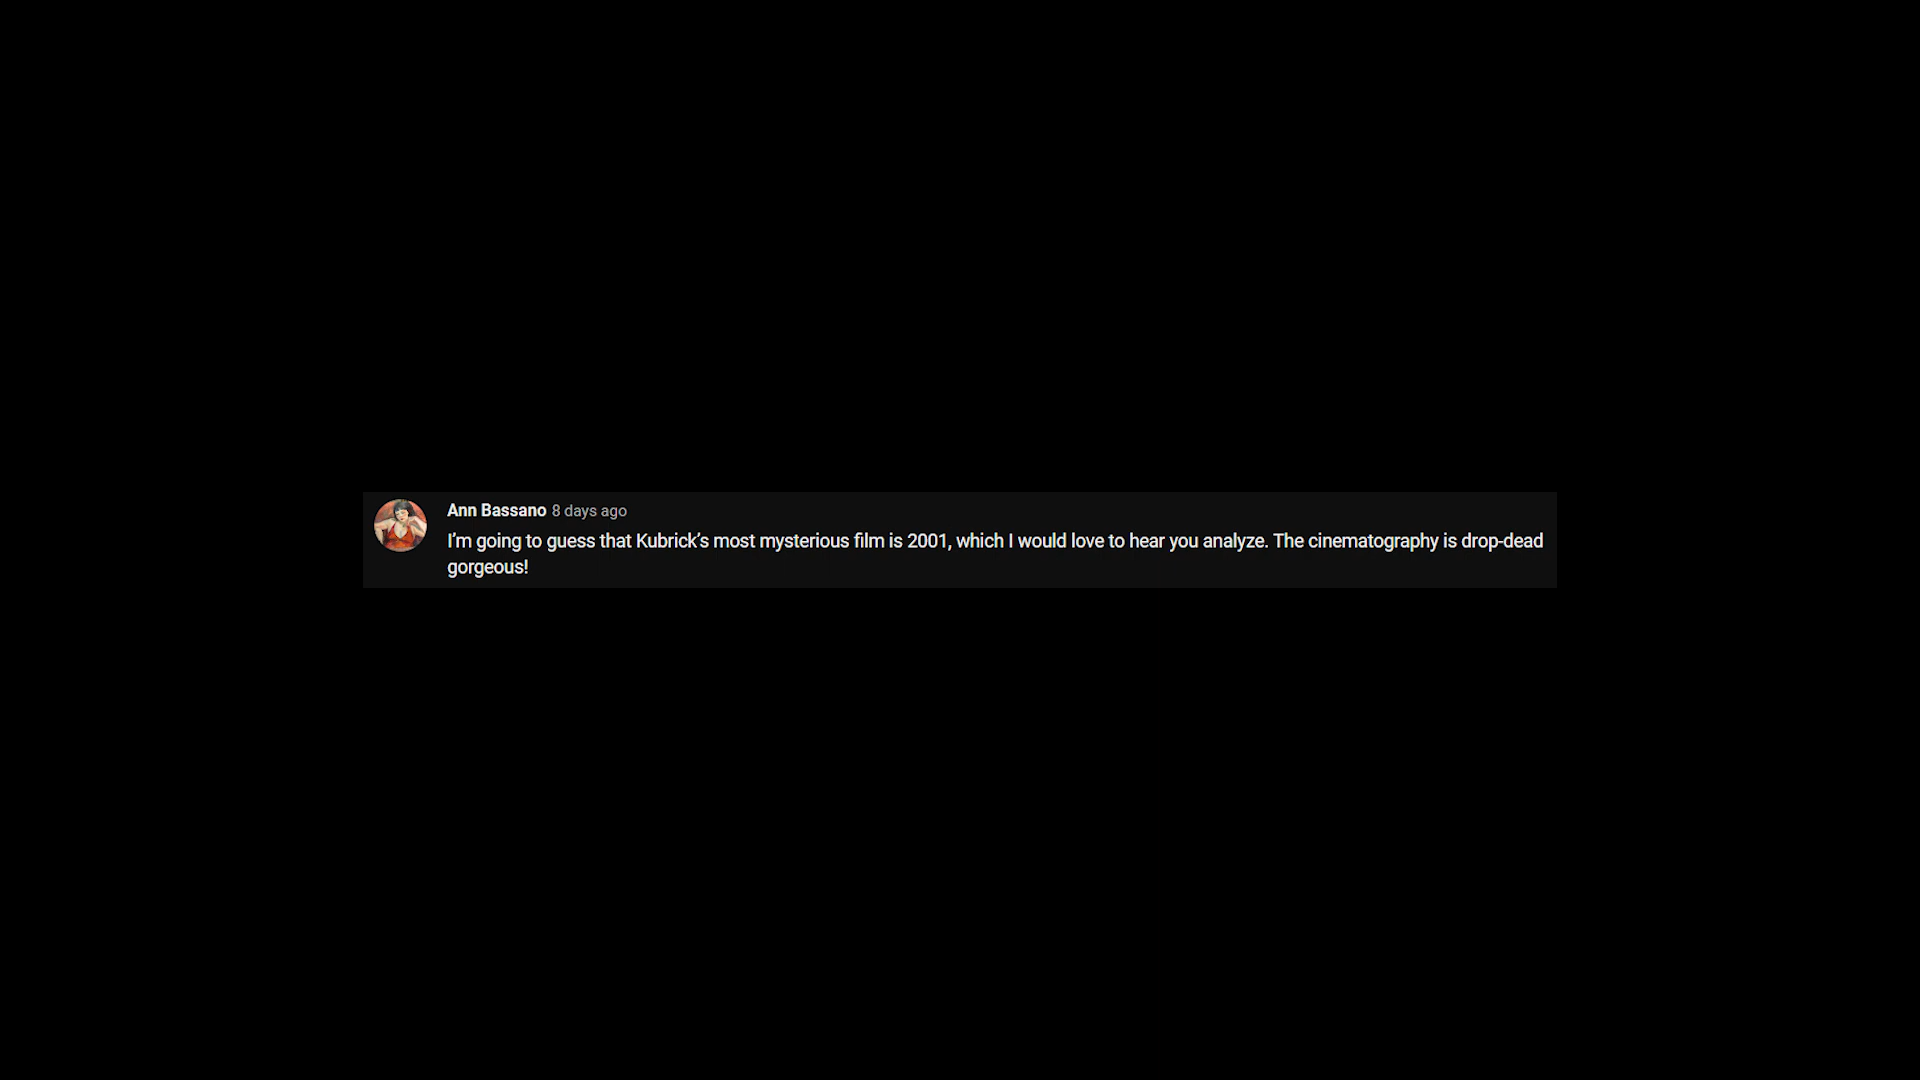 Ann Bassano 8 days ago
I’m going to guess that Kubrick’s most mysterious film is 2001, which I would love to hear you analyze. The cinematography is drop-dead
gorgeous!